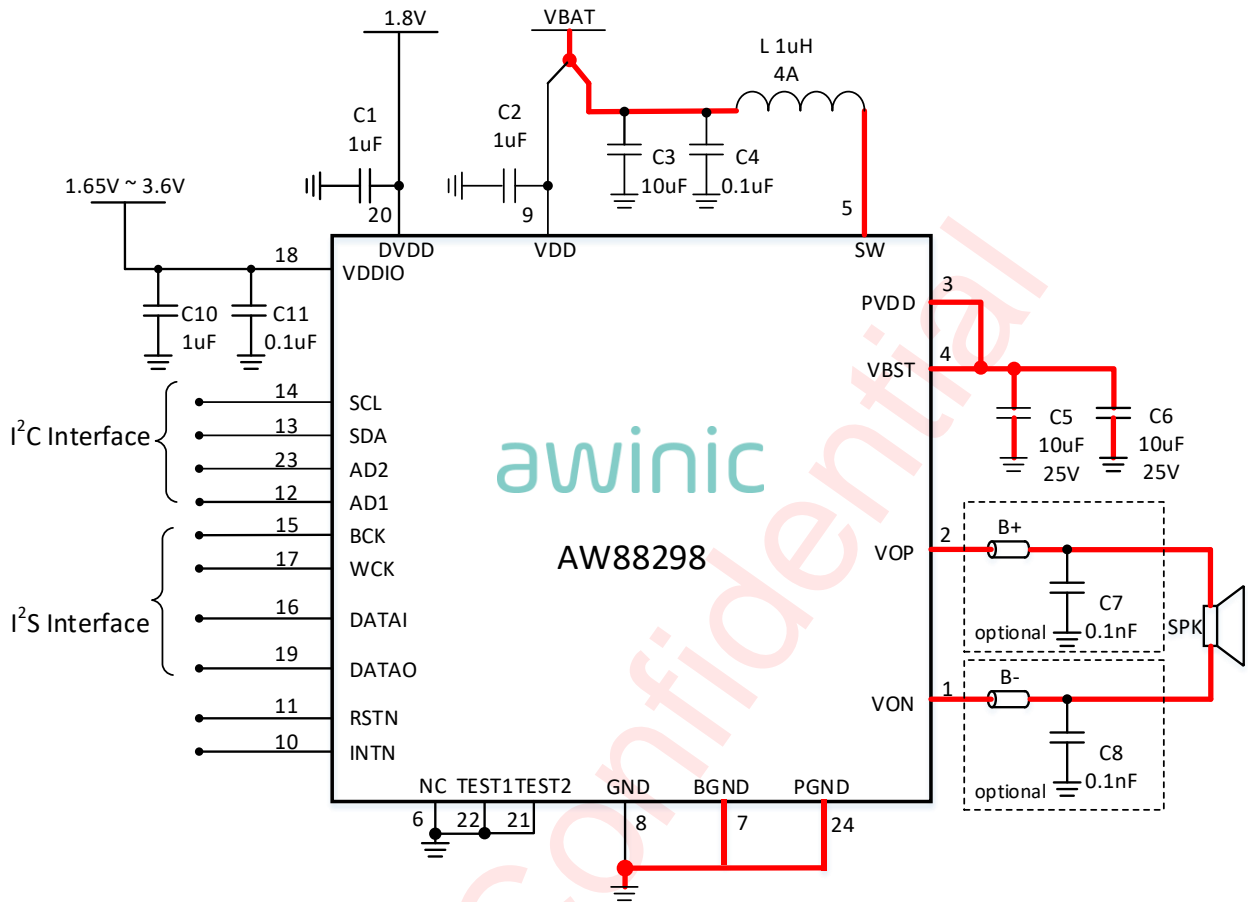 1.8V
VBAT
L 1uH
4A
C1
1uF
C2
1uF
C3
10uF
C4
0.1uF
1.65V ~ 3.6V
20
9
5
DVDD
VDD
SW
18
VDDIO
C10
1uF
C11
0.1uF
3
PVDD
4
VBST
C5
10uF
25V
C6
10uF
25V
I²C Interface
14
SCL
13
SDA
23
AD2
12
AD1
I²S Interface
15
BCK
17
WCK
16
DATAI
19
DATAO
11
RSTN
10
INTN
awinic
AW88298
2
VOP
B+
C7
0.1nF
optional
SPK
1
VON
B-
C8
0.1nF
optional
NC TEST1TEST2 GND BGND PGND
6 22 21 8 7 24
Confidential